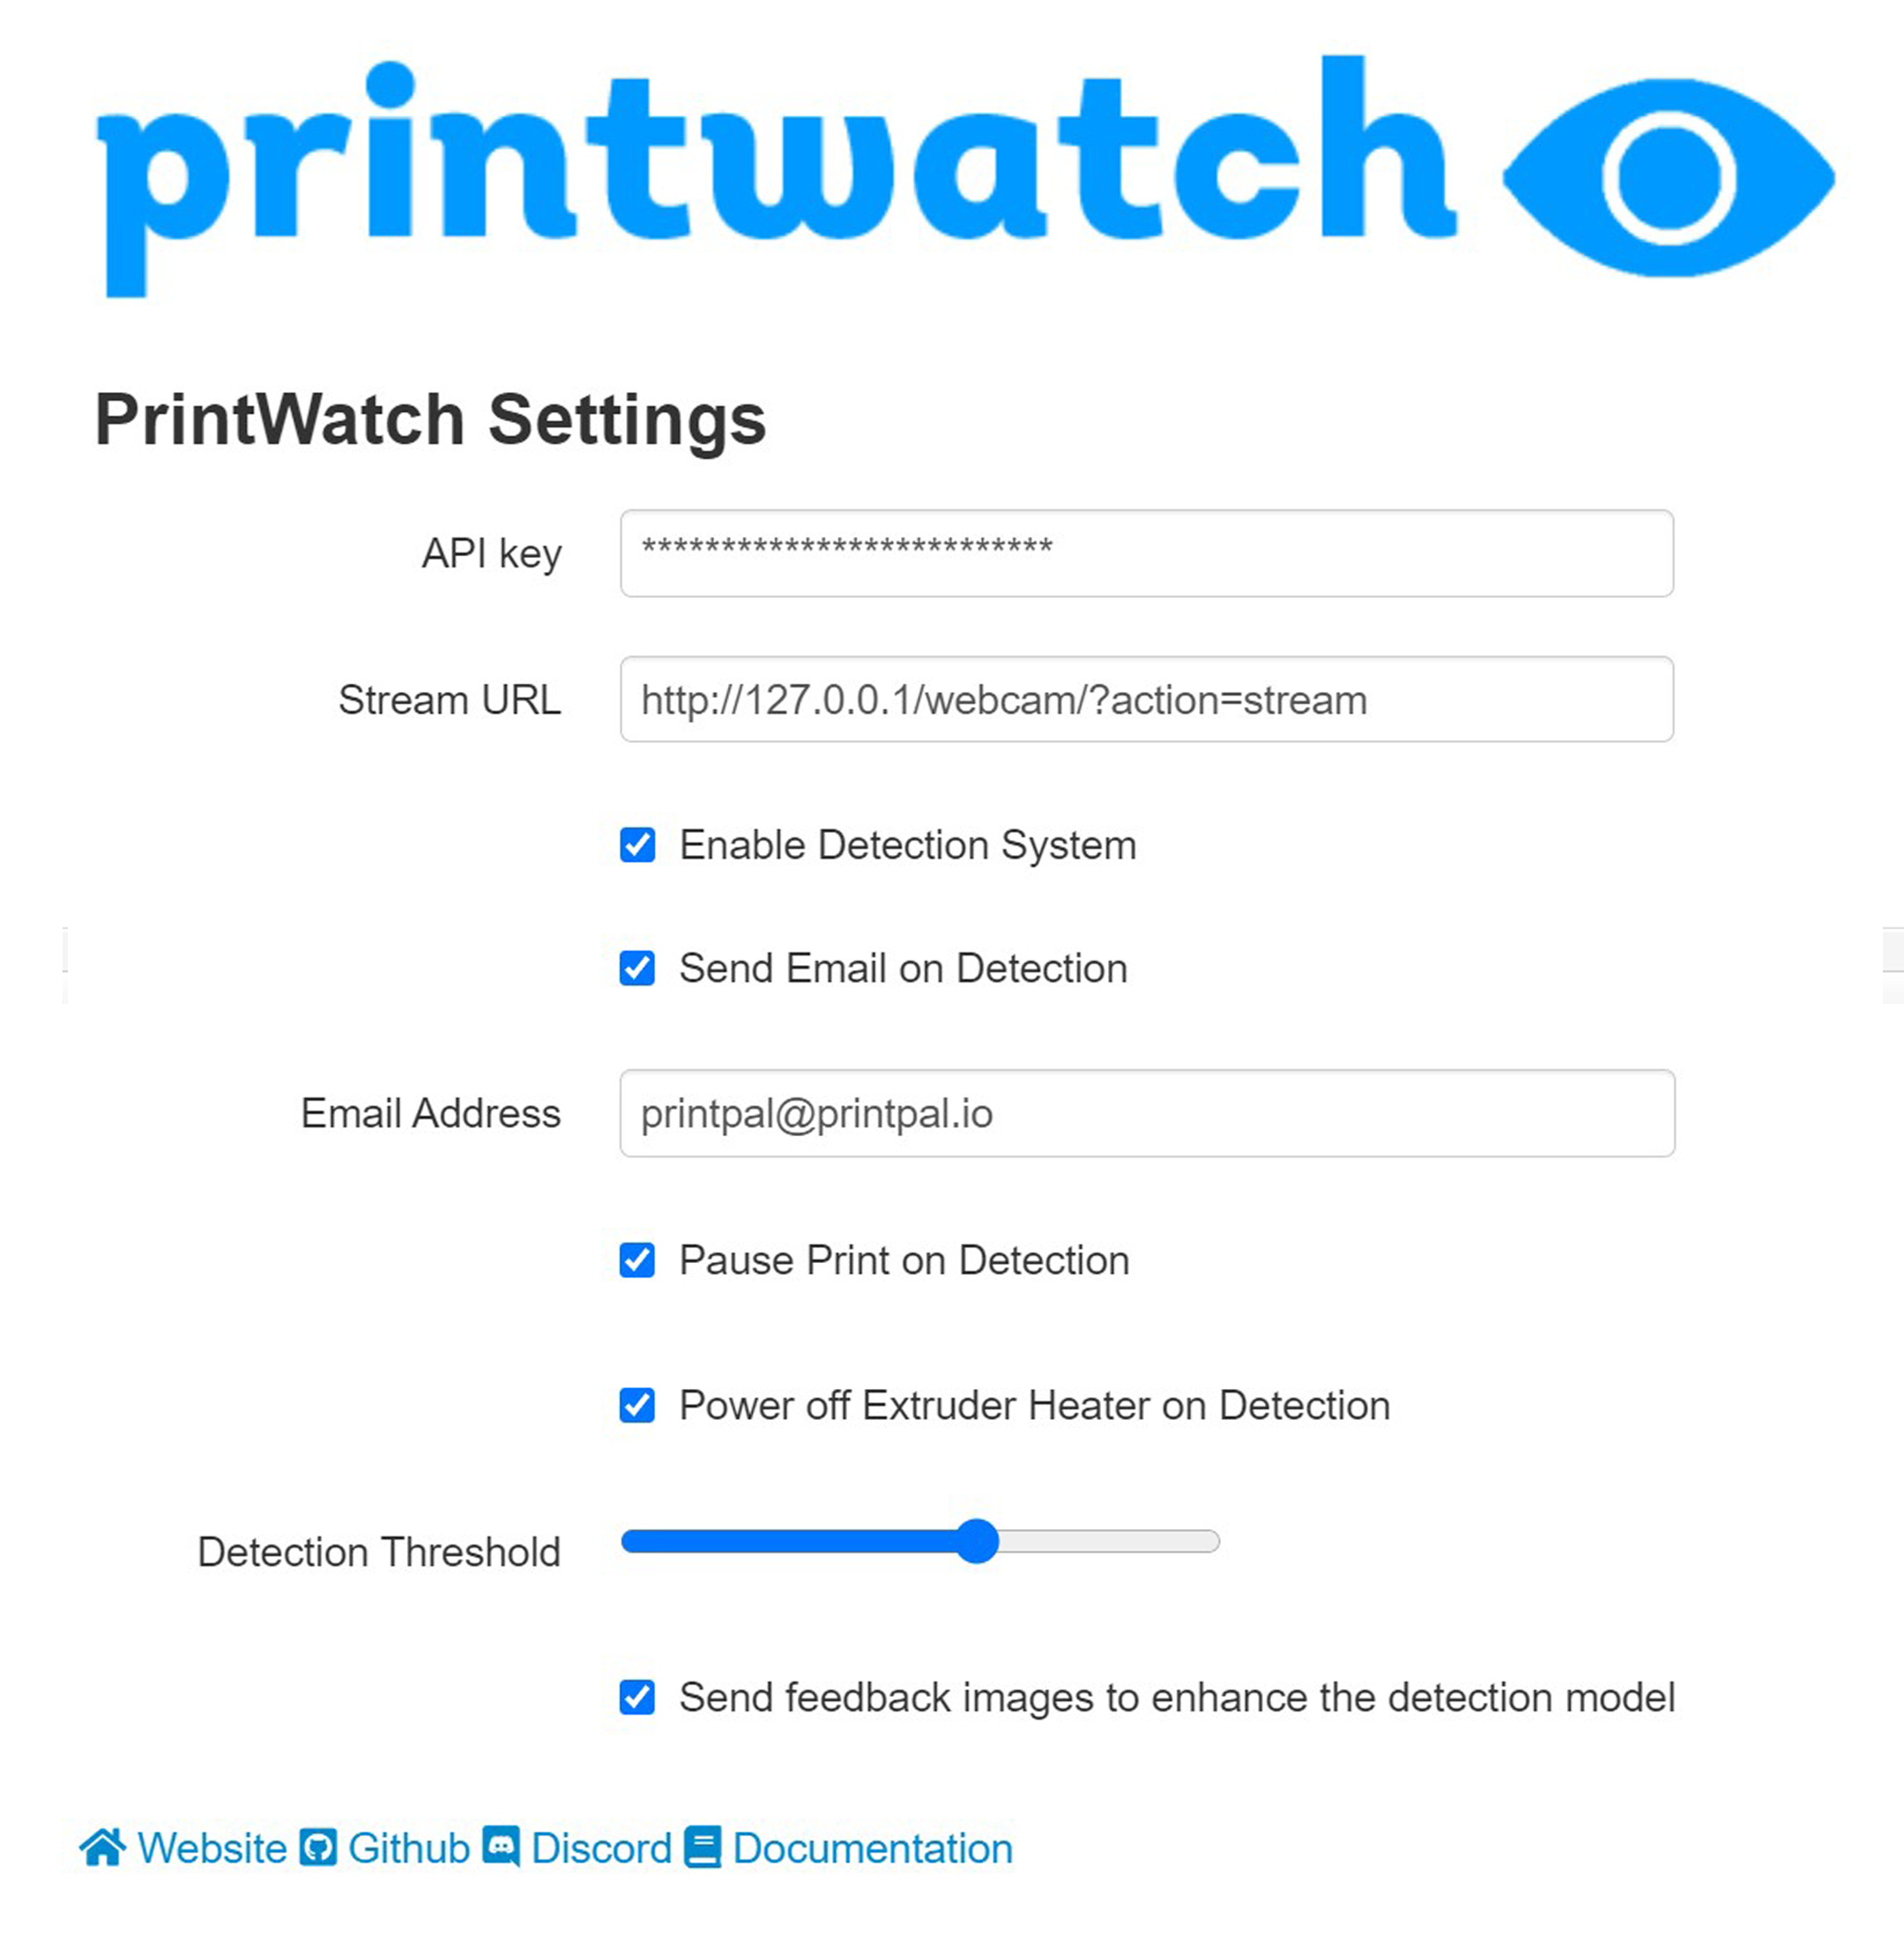 printwatch
PrintWatch Settings
API key
**************************
Stream URL
http://127.0.0.1/webcam/?action=stream
Enable Detection System
Send Email on Detection
Email Address
printpal@printpal.io
Pause Print on Detection
Power off Extruder Heater on Detection
Detection Threshold
Send feedback images to enhance the detection model
Website Github Discord Documentation